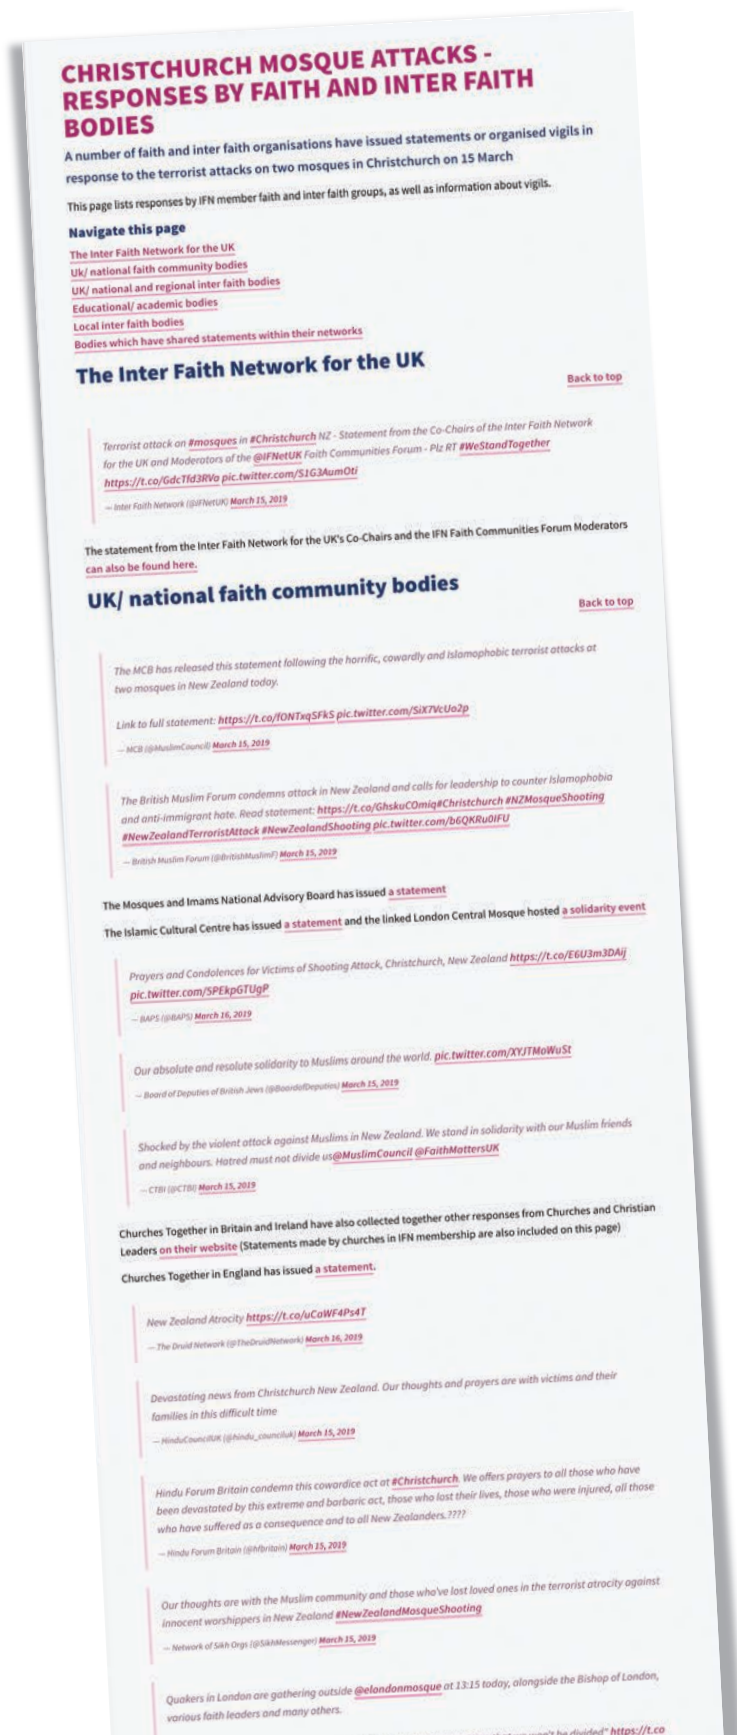 CHRISTCHURCH MOSQUE ATTACKS -
RESPONSES BY FAITH AND INTER FAITH
BODIES
A number of faith and inter faith organisations have issued statements or organised vigils in
response to the terrorist attacks on two mosques in Christchurch on 15 March
This page lists responses by IFN member faith and inter faith groups, as well as information about vigils.
Navigate this page
The Inter Faith Network for the UK
Uk/ national faith community bodies
UK/ national and regional inter faith bodies
Educational/ academic bodies
Local inter faith bodies
Bodies which have shared statements within their networks
The Inter Faith Network for the UK
Back to top
Terrorist attack on #mosques in #Christchurch NZ - Statement from the Co-Chairs of the Inter Faith Network
for the UK and Moderators of the @IFNetUK Faith Communities Forum - Plz RT #WeStandTogether
https://t.co/GdcTfd3RVa pic.twitter.com/S1G3AumOti
— Inter Faith Network (@IFNetUK) March 15, 2019
The statement from the Inter Faith Network for the UK's Co-Chairs and the IFN Faith Communities Forum Moderators
can also be found here.
UK/ national faith community bodies
Back to top
The MCB has released this statement following the horrific, cowardly and Islamophobic terrorist attacks at
two mosques in New Zealand today.
Link to full statement: https://t.co/fONTxqSFkS pic.twitter.com/SiX7VcUo2p
— MCB (@MuslimCouncil) March 15, 2019
The British Muslim Forum condemns attack in New Zealand and calls for leadership to counter Islamophobia
and anti-immigrant hate. Read statement: https://t.co/GhskuCOmiq#Christchurch #NZMosqueShooting
#NewZealandTerroristAttack #NewZealandShooting pic.twitter.com/b6QKRu0IFU
— British Muslim Forum (@BritishMuslimF) March 15, 2019
The Mosques and Imams National Advisory Board has issued a statement
The Islamic Cultural Centre has issued a statement and the linked London Central Mosque hosted a solidarity event
Prayers and Condolences for Victims of Shooting Attack, Christchurch, New Zealand https://t.co/E6U3m3DAij
pic.twitter.com/SPEkpGTUgP
— BAPS (@BAPS) March 16, 2019
Our absolute and resolute solidarity to Muslims around the world. pic.twitter.com/XYJTMoWuSt
— Board of Deputies of British Jews (@BoardofDeputies) March 15, 2019
Shocked by the violent attack against Muslims in New Zealand. We stand in solidarity with our Muslim friends
and neighbours. Hatred must not divide us@MuslimCouncil @FaithMattersUK
— CTBI (@CTBI) March 15, 2019
Churches Together in Britain and Ireland have also collected together other responses from Churches and Christian
Leaders on their website (Statements made by churches in IFN membership are also included on this page)
Churches Together in England has issued a statement.
New Zealand Atrocity https://t.co/uCaWF4Ps4T
— The Druid Network (@TheDruidNetwork) March 16, 2019
Devastating news from Christchurch New Zealand. Our thoughts and prayers are with victims and their
families in this difficult time
— HinduCouncilUK (@hindu_counciluk) March 15, 2019
Hindu Forum Britain condemn this cowardice act at #Christchurch. We offers prayers to all those who have
been devastated by this extreme and barbaric act, those who lost their lives, those who were injured, all those
who have suffered as a consequence and to all New Zealanders.????
— Hindu Forum Britain (@hfbritain) March 15, 2019
Our thoughts are with the Muslim community and those who've lost loved ones in the terrorist atrocity against
innocent worshippers in New Zealand #NewZealandMosqueShooting
— Network of Sikh Orgs (@SikhMessenger) March 15, 2019
Quakers in London are gathering outside @elondonmosque at 13:15 today, alongside the Bishop of London,
various faith leaders and many others.
won't be divided" https://t.co